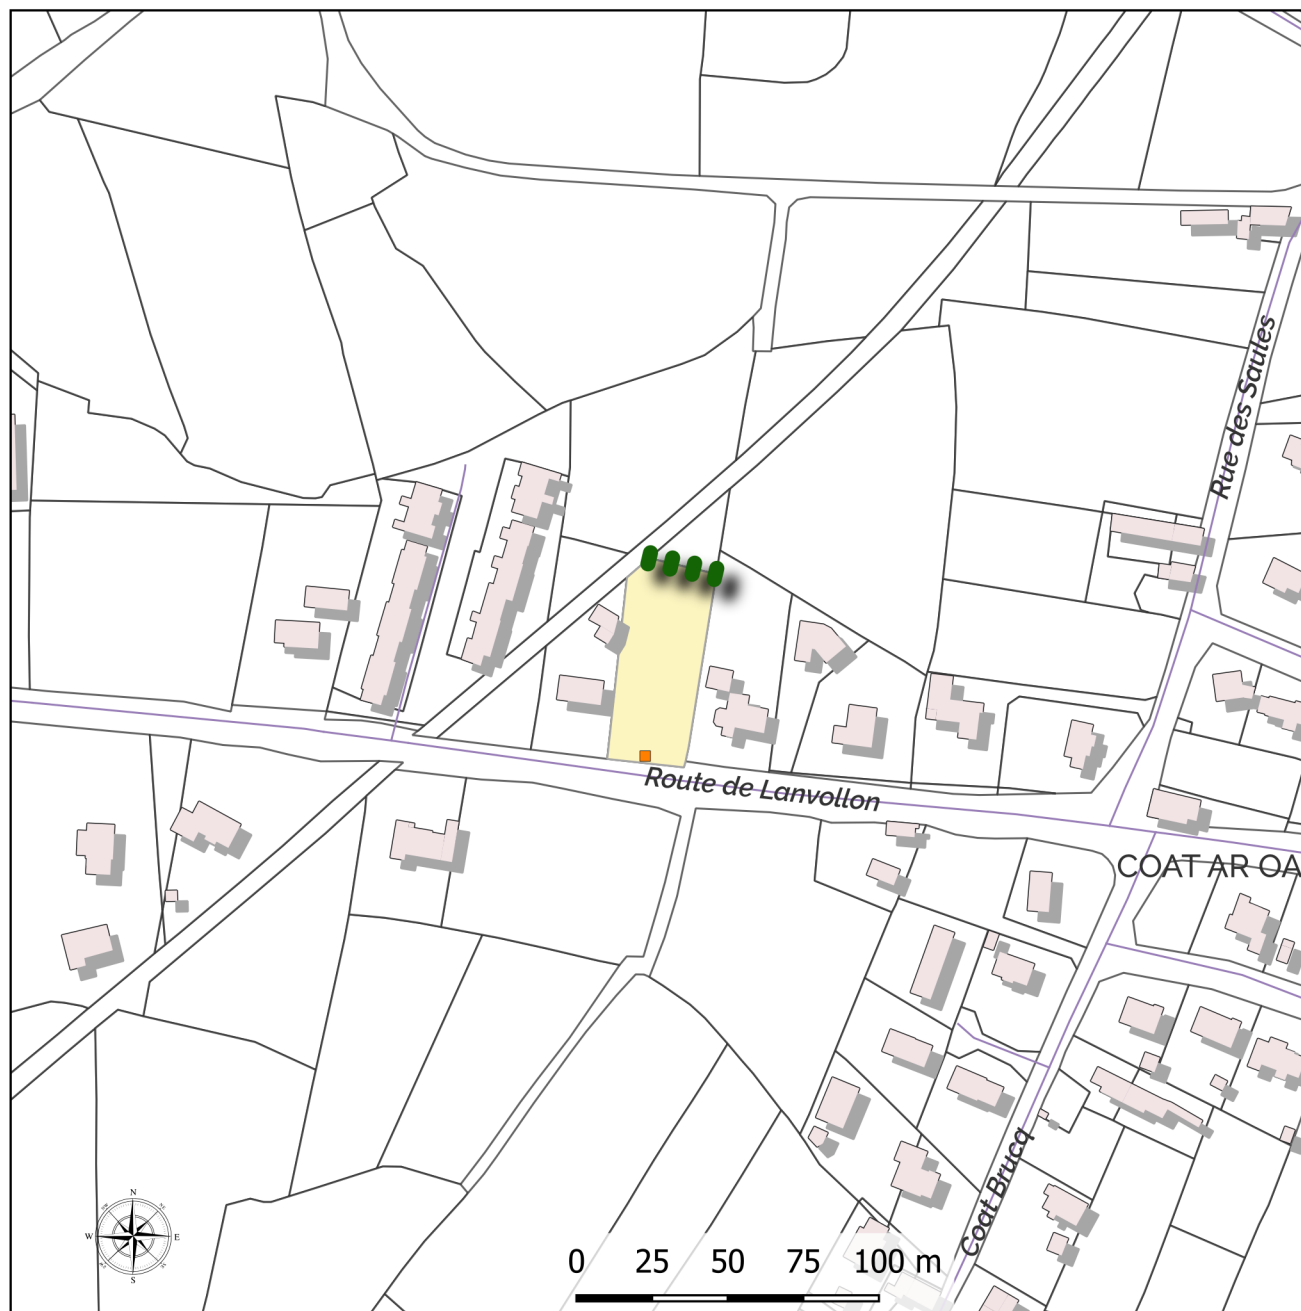 Rue des Saules
Route de Lanvollon
COAT AR OA
Coat Brucq
N
W E
S
0 25 50 75 100 m